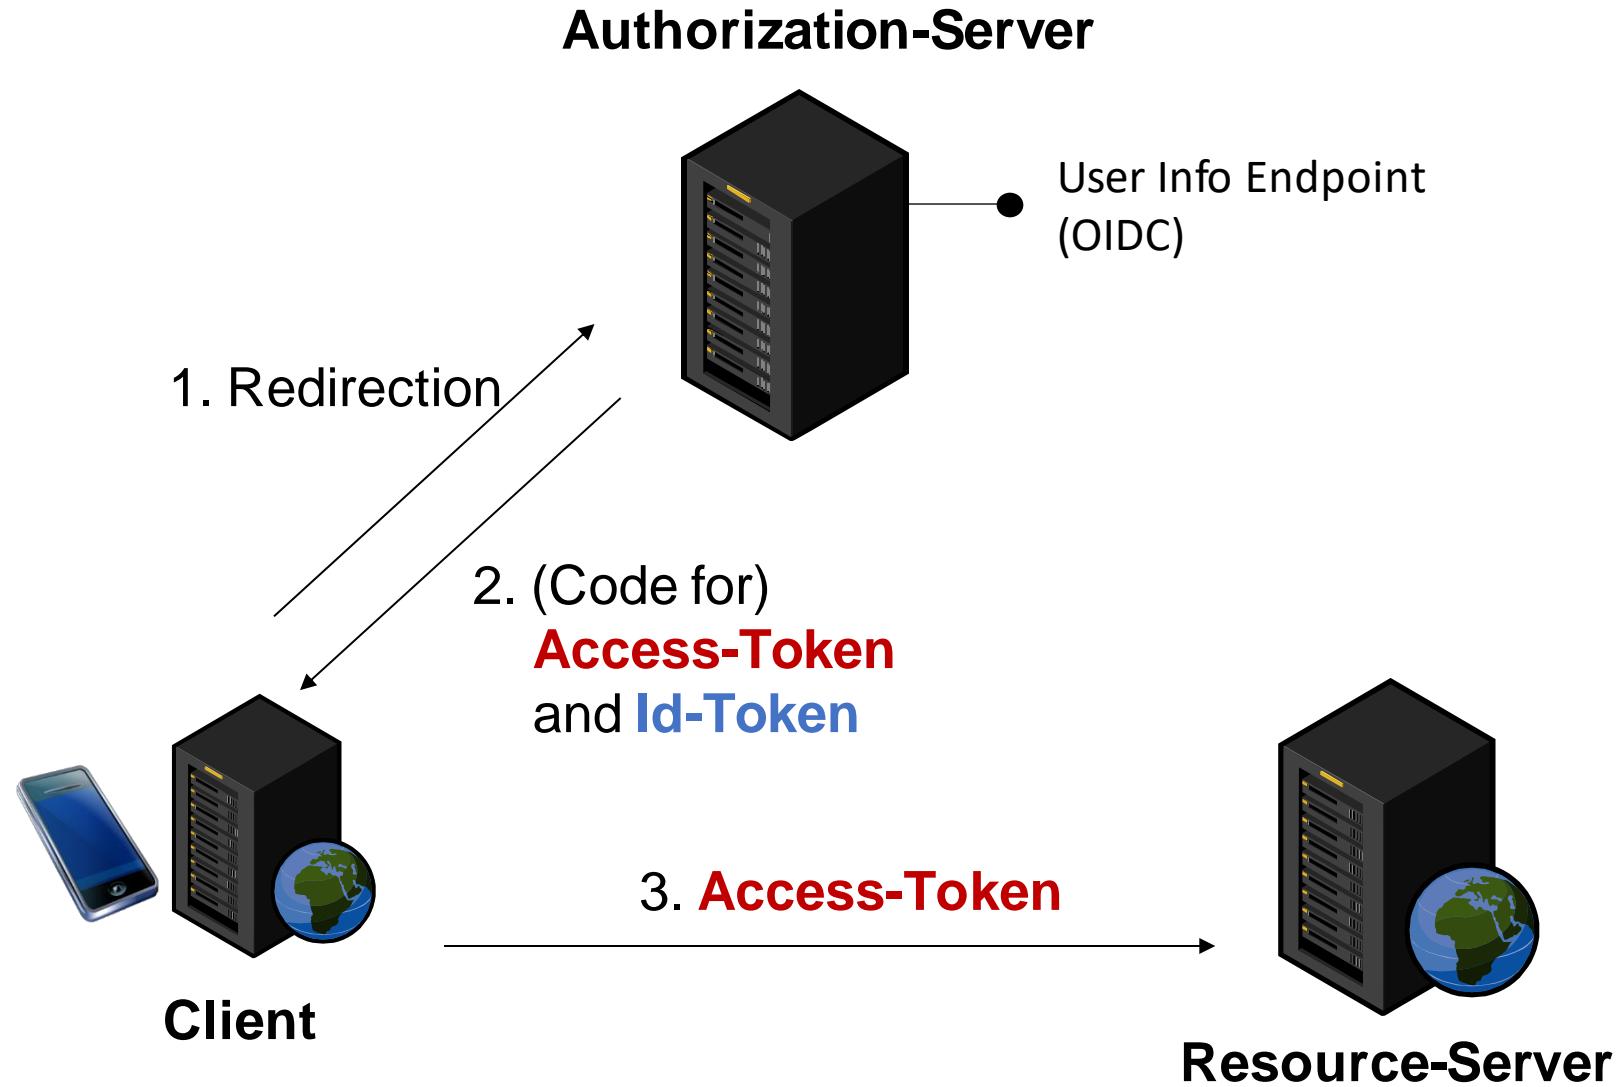 Authorization-Server
User Info Endpoint
(OIDC)
1. Redirection
2. (Code for)
Access-Token
and Id-Token
3. Access-Token
Client
Resource-Server